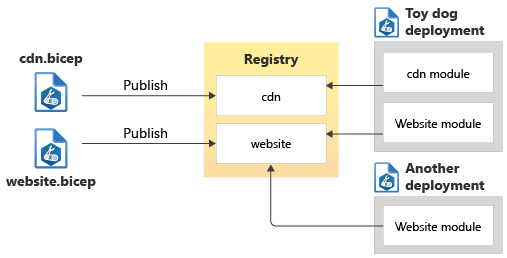 cdn.bicep
Publish
Publish
website.bicep
Registry
cdn
website
Toy dog
deployment
cdn module
Website module
Another
deployment
Website module